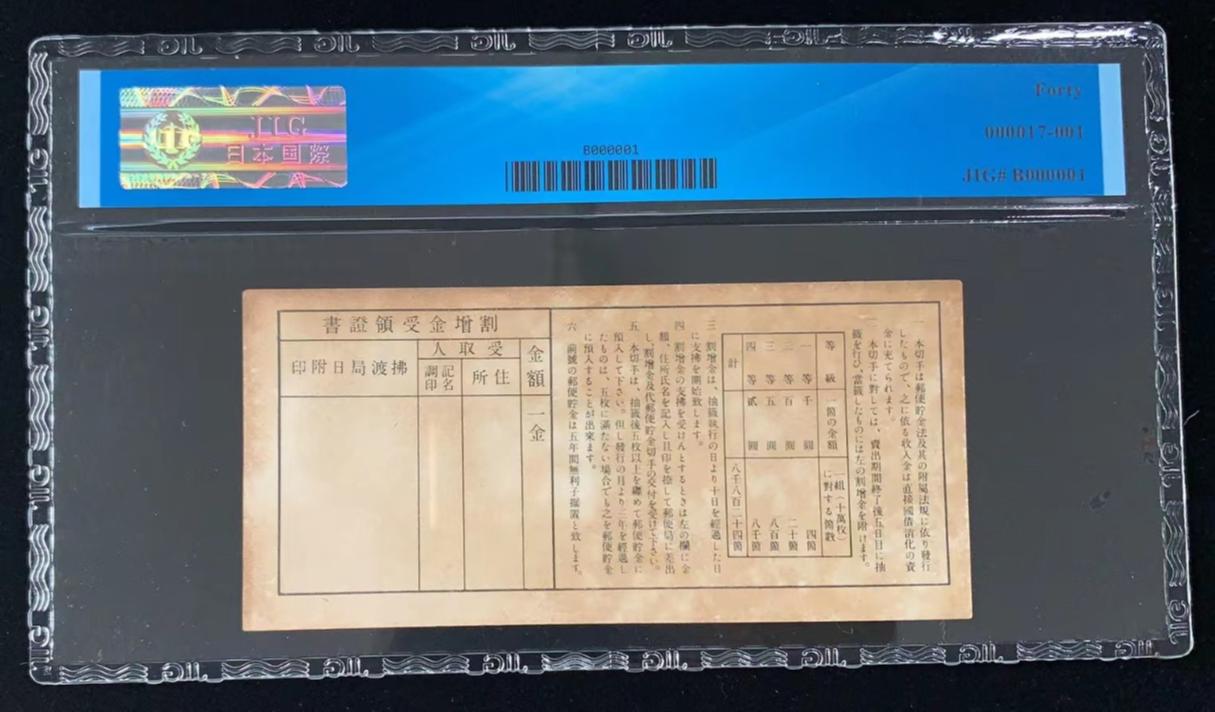 JIG
日本国際
B000001
Forty
000017-001
JIG# B000001
一 本切手は郵便貯金法及其の附屬法規に依り發行
したもので、之に依る收入金は直接國債消化の資
金に充てられます。
二 本切手に對しては、賣出期間終了後五日目に抽
籤を行ひ、當籤したものには左の割增金を附けます。
等級 一箇の金額 一組(十萬枚)に對する箇數
一等 千圓 四箇
二等 百圓 二十箇
三等 五圓 八百箇
四等 貳圓 八千箇
計 八千八百二十四箇
三 割增金は、抽籤執行の日より十日を經過した日
に支拂を開始致します。
四 割增金の支拂を受けんとするときは左の欄に金
額、住所氏名を記入し且印を捺して郵便局に差出
し、割增金及代郵便貯金切手の交付を受けて下さい。
五 本切手は、抽籤後五枚以上を纏めて郵便貯金に
預入して下さい。但し發行の月より二年を經過し
たものは、五枚に滿たない場合でも之を郵便貯金
に預入することが出來ます。
六 前號の郵便貯金は五年間無利子据置と致します。
割增金受領證書
金額
一金
受取人
住所
記名調印
拂渡局日附印